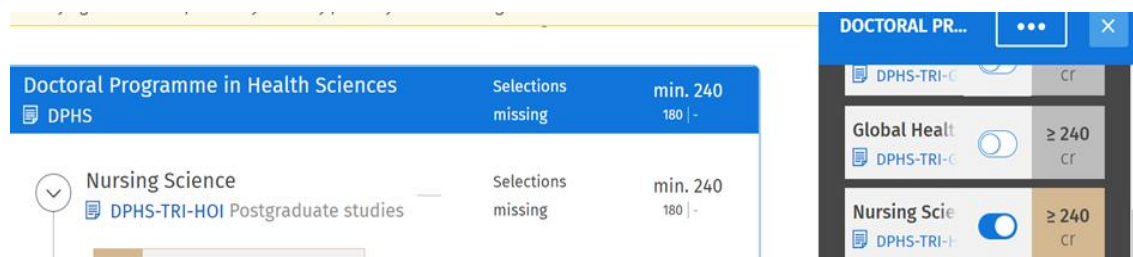 Doctoral Programme in Health Sciences
DPHS
Selections
missing
min. 240
180 | -
Nursing Science
DPHS-TRI-HOI Postgraduate studies
Selections
missing
min. 240
180 | -
DOCTORAL PR... •••
DPHS-TRI-G
cr
Global Healt
DPHS-TRI-G
≥ 240
cr
Nursing Scie
DPHS-TRI-H
≥ 240
cr